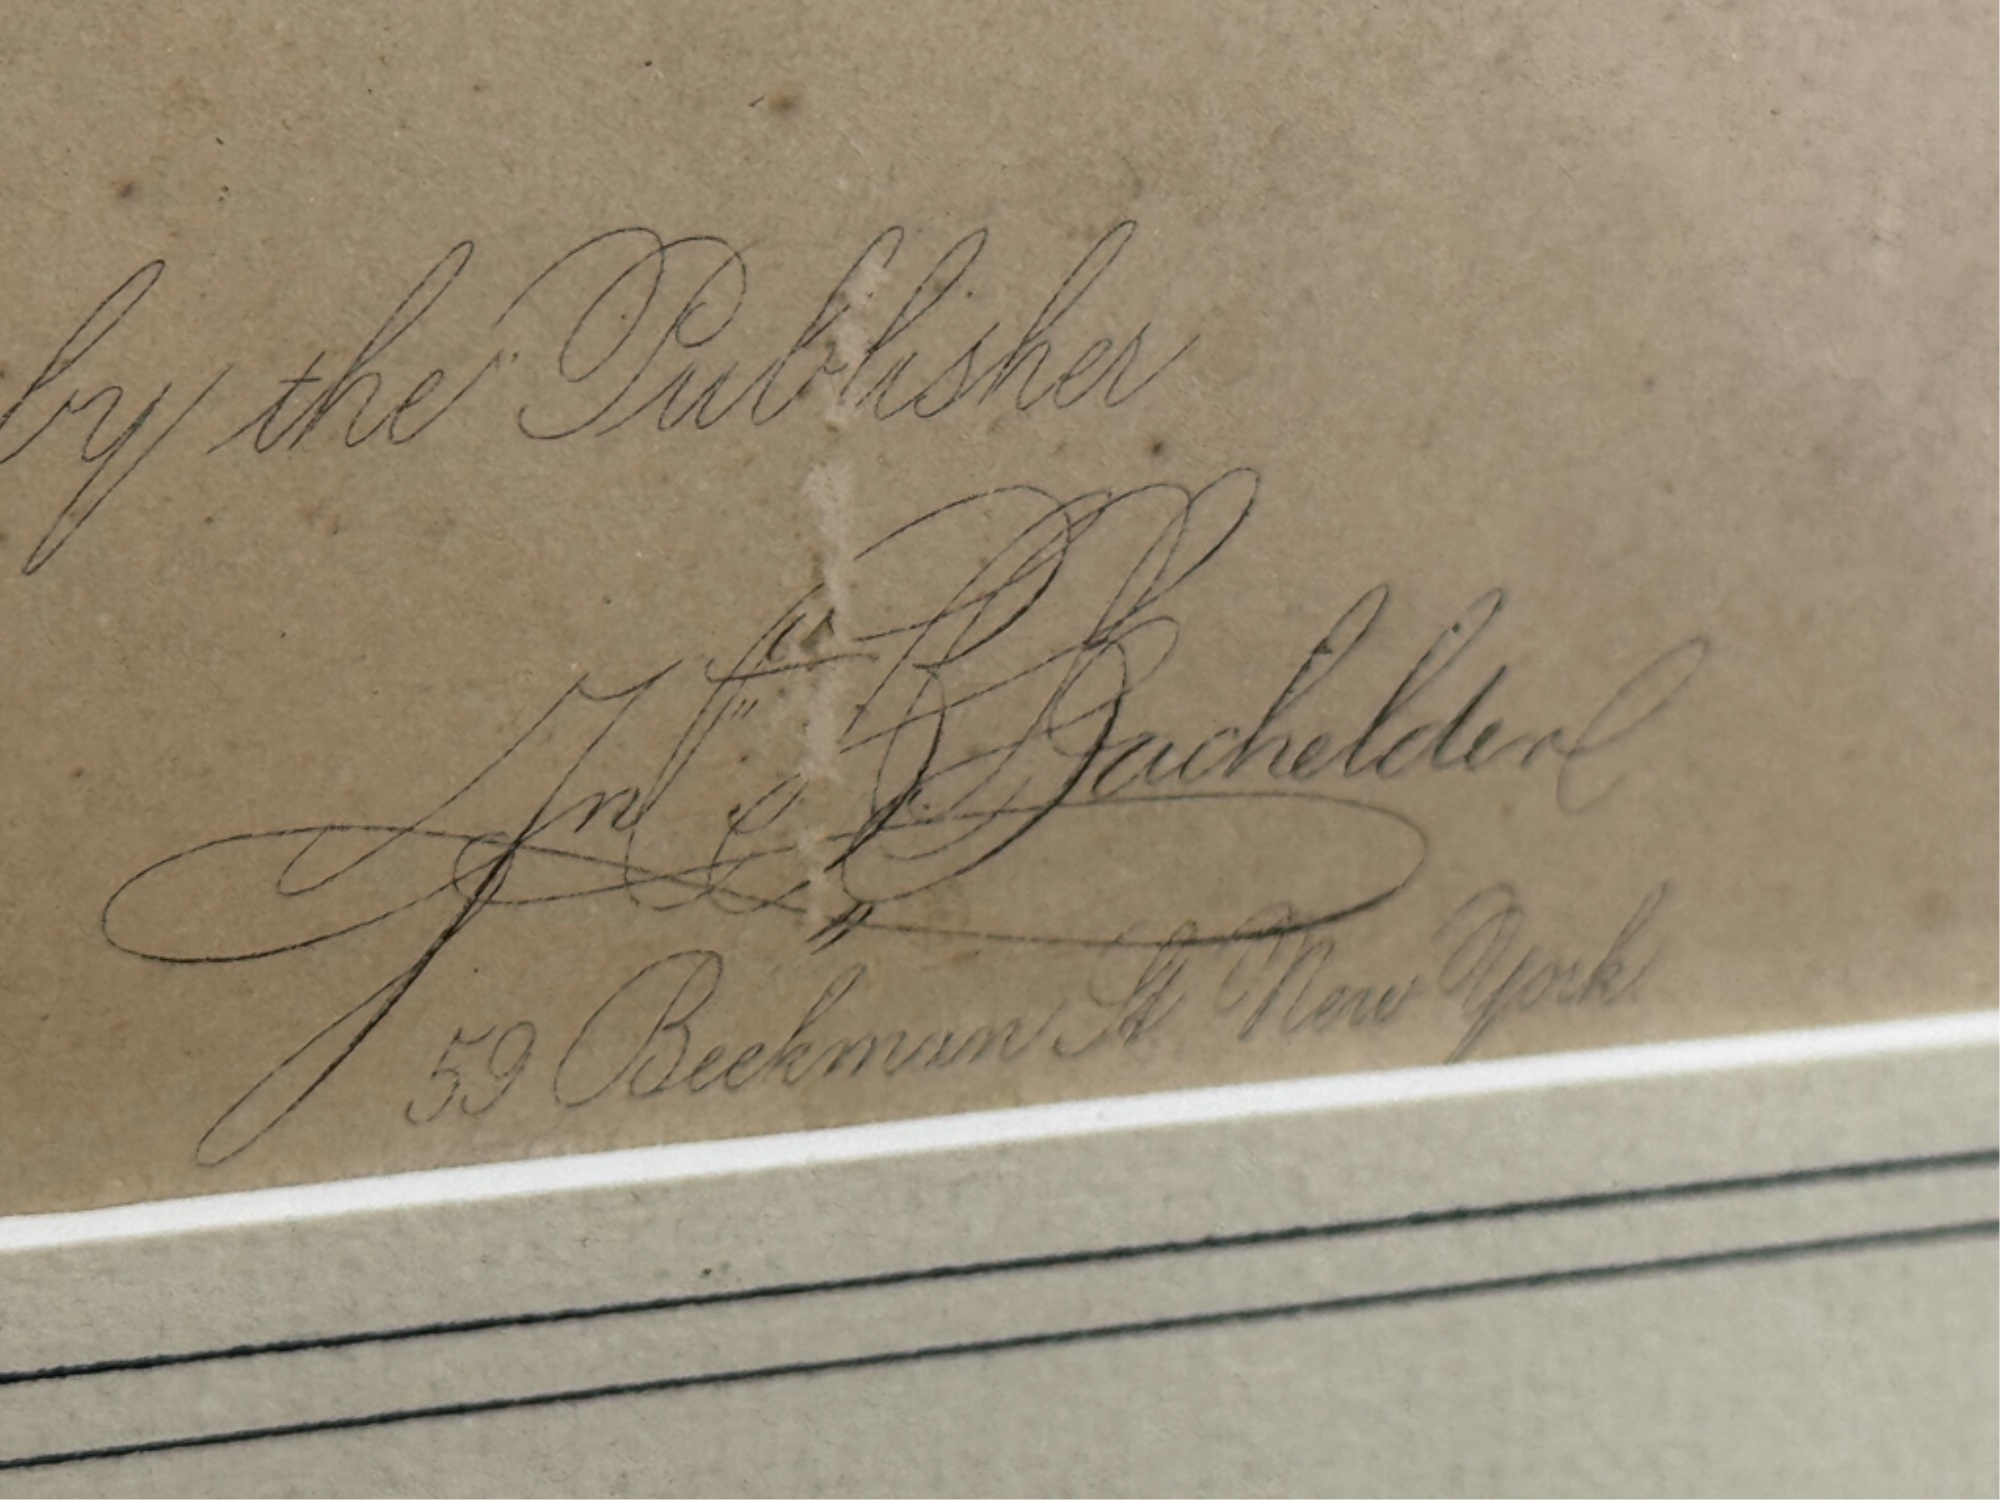 by the Publisher
Jn° B Bachelder
59 Beekman St New York